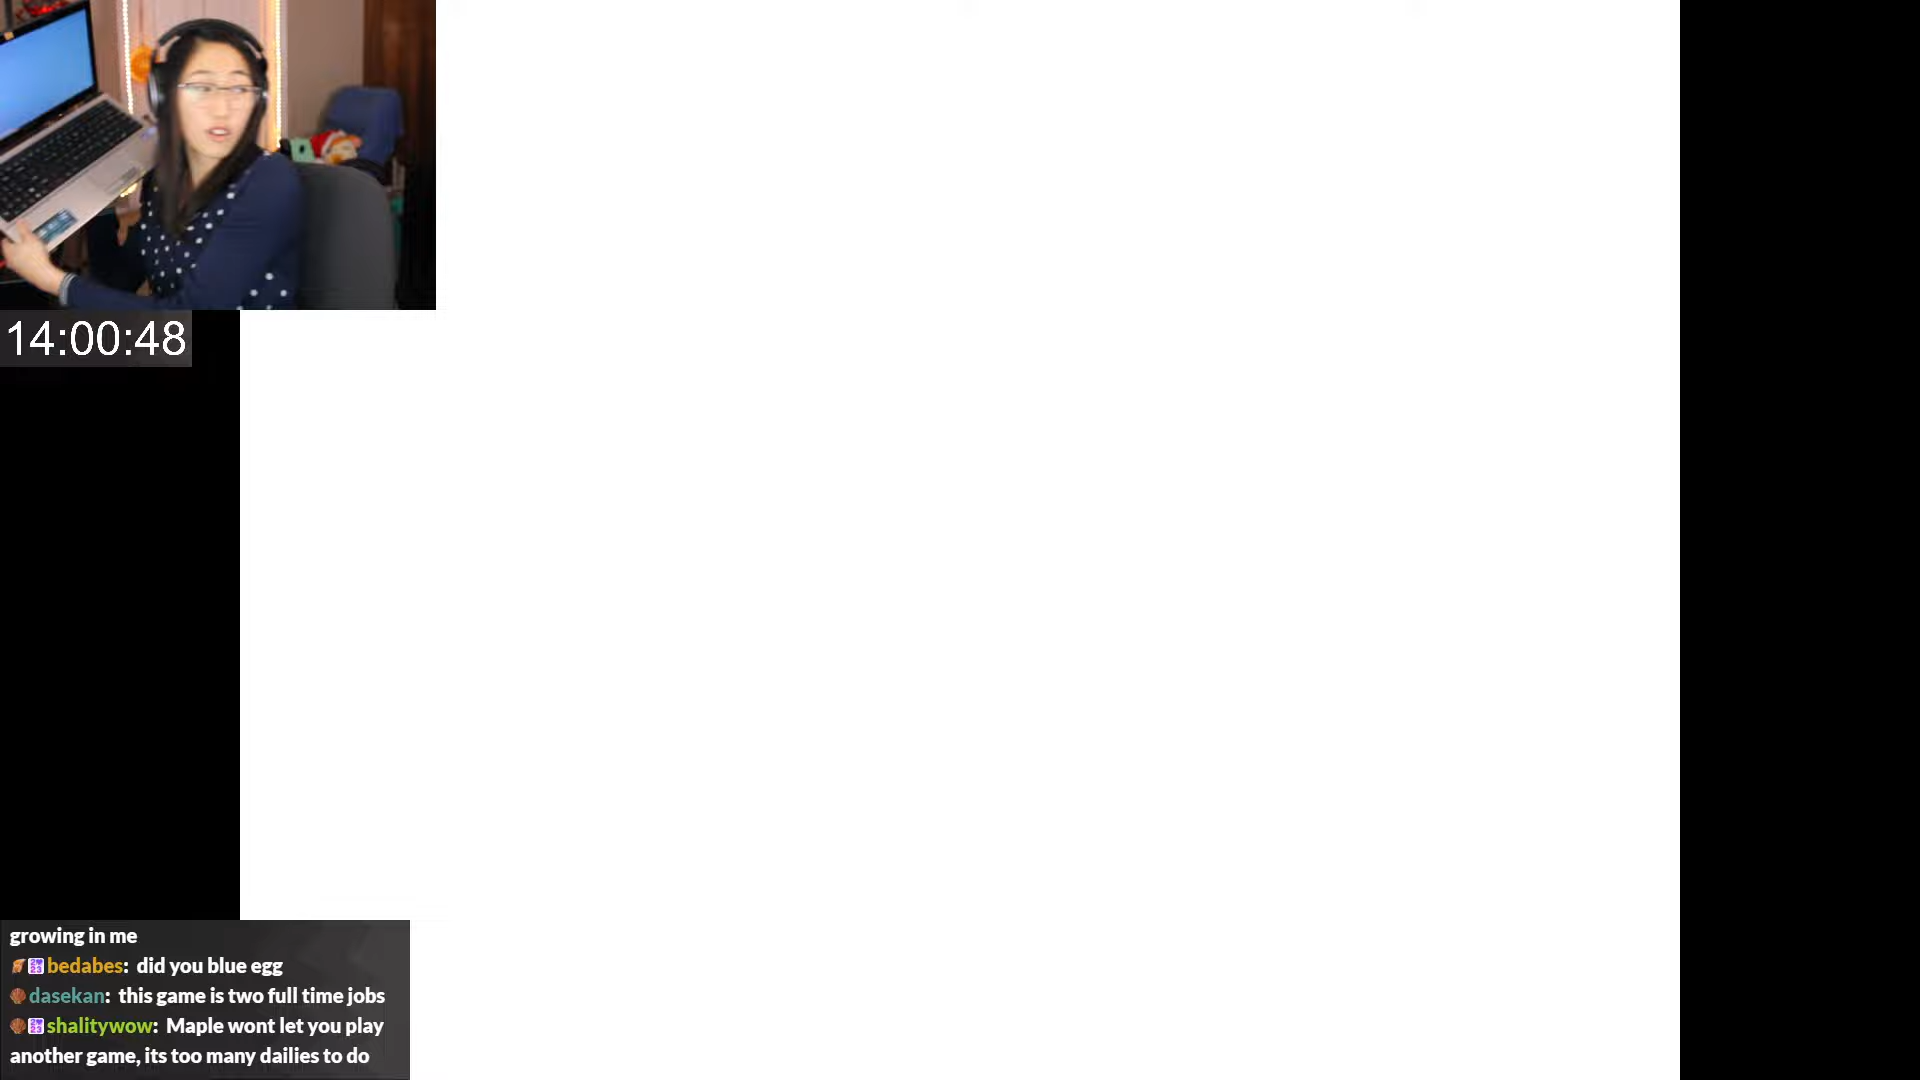 14:00:48
growing in me
bedabes: did you blue egg
dasekan: this game is two full time jobs
shalitywow: Maple wont let you play
another game, its too many dailies to do